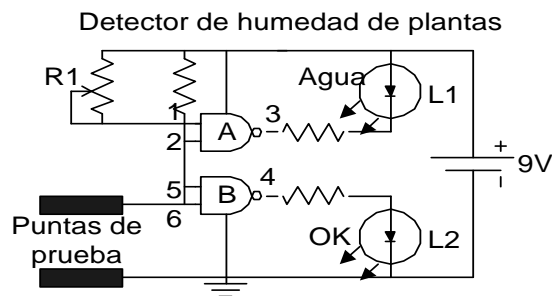 Detector de humedad de plantas
R1
Agua
L1
1
3
A
2
+
9V
-
5
4
B
6
Puntas de
prueba
OK
L2